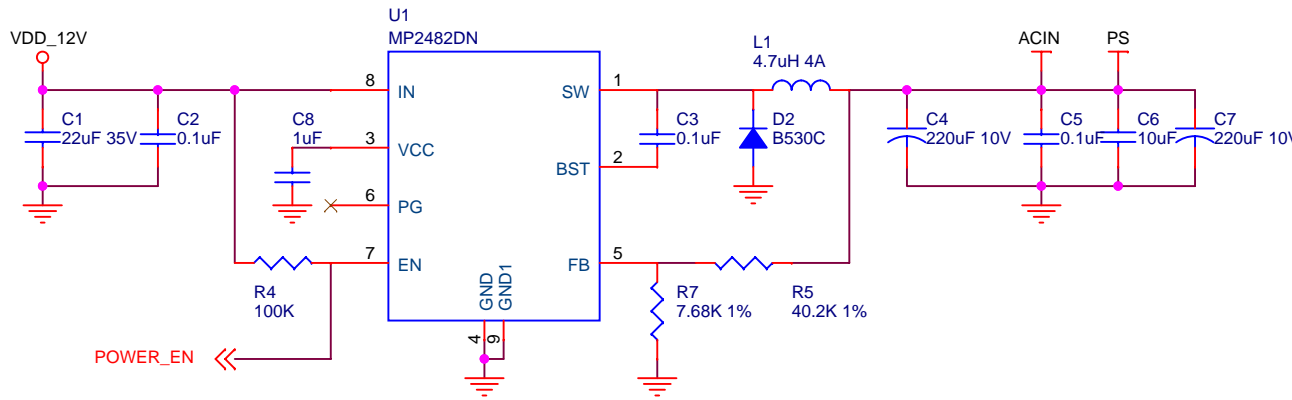 U1
MP2482DN
VDD_12V
ACIN
PS
L1
4.7uH 4A
8
IN
SW
1
C1
22uF 35V
C2
0.1uF
C8
1uF
3
VCC
C3
0.1uF
D2
B530C
C4
220uF 10V
C5
0.1uF
C6
10uF
C7
220uF 10V
BST
2
6
PG
7
EN
FB
5
GND
GND1
4
9
R4
100K
R7
7.68K 1%
R5
40.2K 1%
POWER_EN